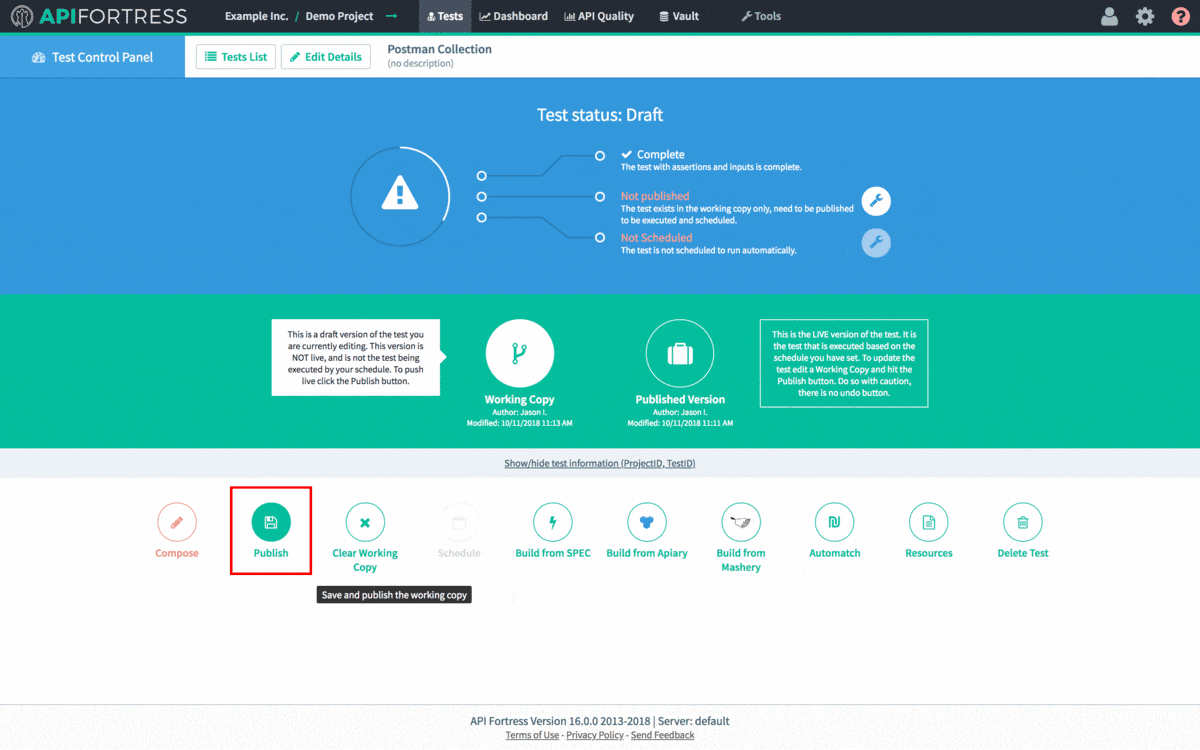 APIFORTRESS
Example Inc. / Demo Project → Tests Dashboard API Quality Vault Tools
Test Control Panel
Tests List
Edit Details
Postman Collection
(no description)
Test status: Draft
Complete
The test with assertions and inputs is complete.
Not published
The test exists in the working copy only, need to be published
to be executed and scheduled.
Not Scheduled
The test is not scheduled to run automatically.
This is a draft version of the test you
are currently editing. This version is
NOT live, and is not the test being
executed by your schedule. To push
live click the Publish button.
Working Copy
Author: Jason I.
Modified: 10/11/2018 11:13 AM
Published Version
Author: Jason I.
Modified: 10/11/2018 11:11 AM
This is the LIVE version of the test. It is
the test that is executed based on the
schedule you have set. To update the
test edit a Working Copy and hit the
Publish button. Do so with caution,
there is no undo button.
Show/hide test information (ProjectID, TestID)
Compose
Publish
Clear Working
Copy
Schedule
Build from SPEC
Build from Apiary
Build from
Mashery
Automatch
Resources
Delete Test
Save and publish the working copy
API Fortress Version 16.0.0 2013-2018 | Server: default
Terms of Use - Privacy Policy - Send Feedback